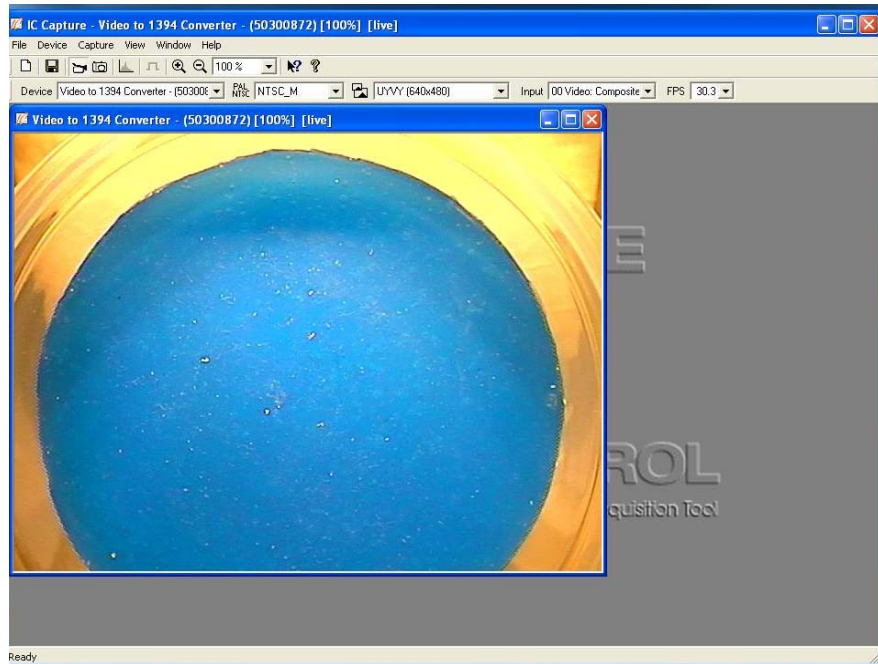 IC Capture - Video to 1394 Converter - (50300872) [100%] [live]
File Device Capture View Window Help
100 %
Device Video to 1394 Converter - (50300 PAL NTSC NTSC_M UYVY (640x480) Input 00 Video: Composite FPS 30.3
Video to 1394 Converter - (50300872) [100%] [live]
E
ROL
quisition Tool
Ready